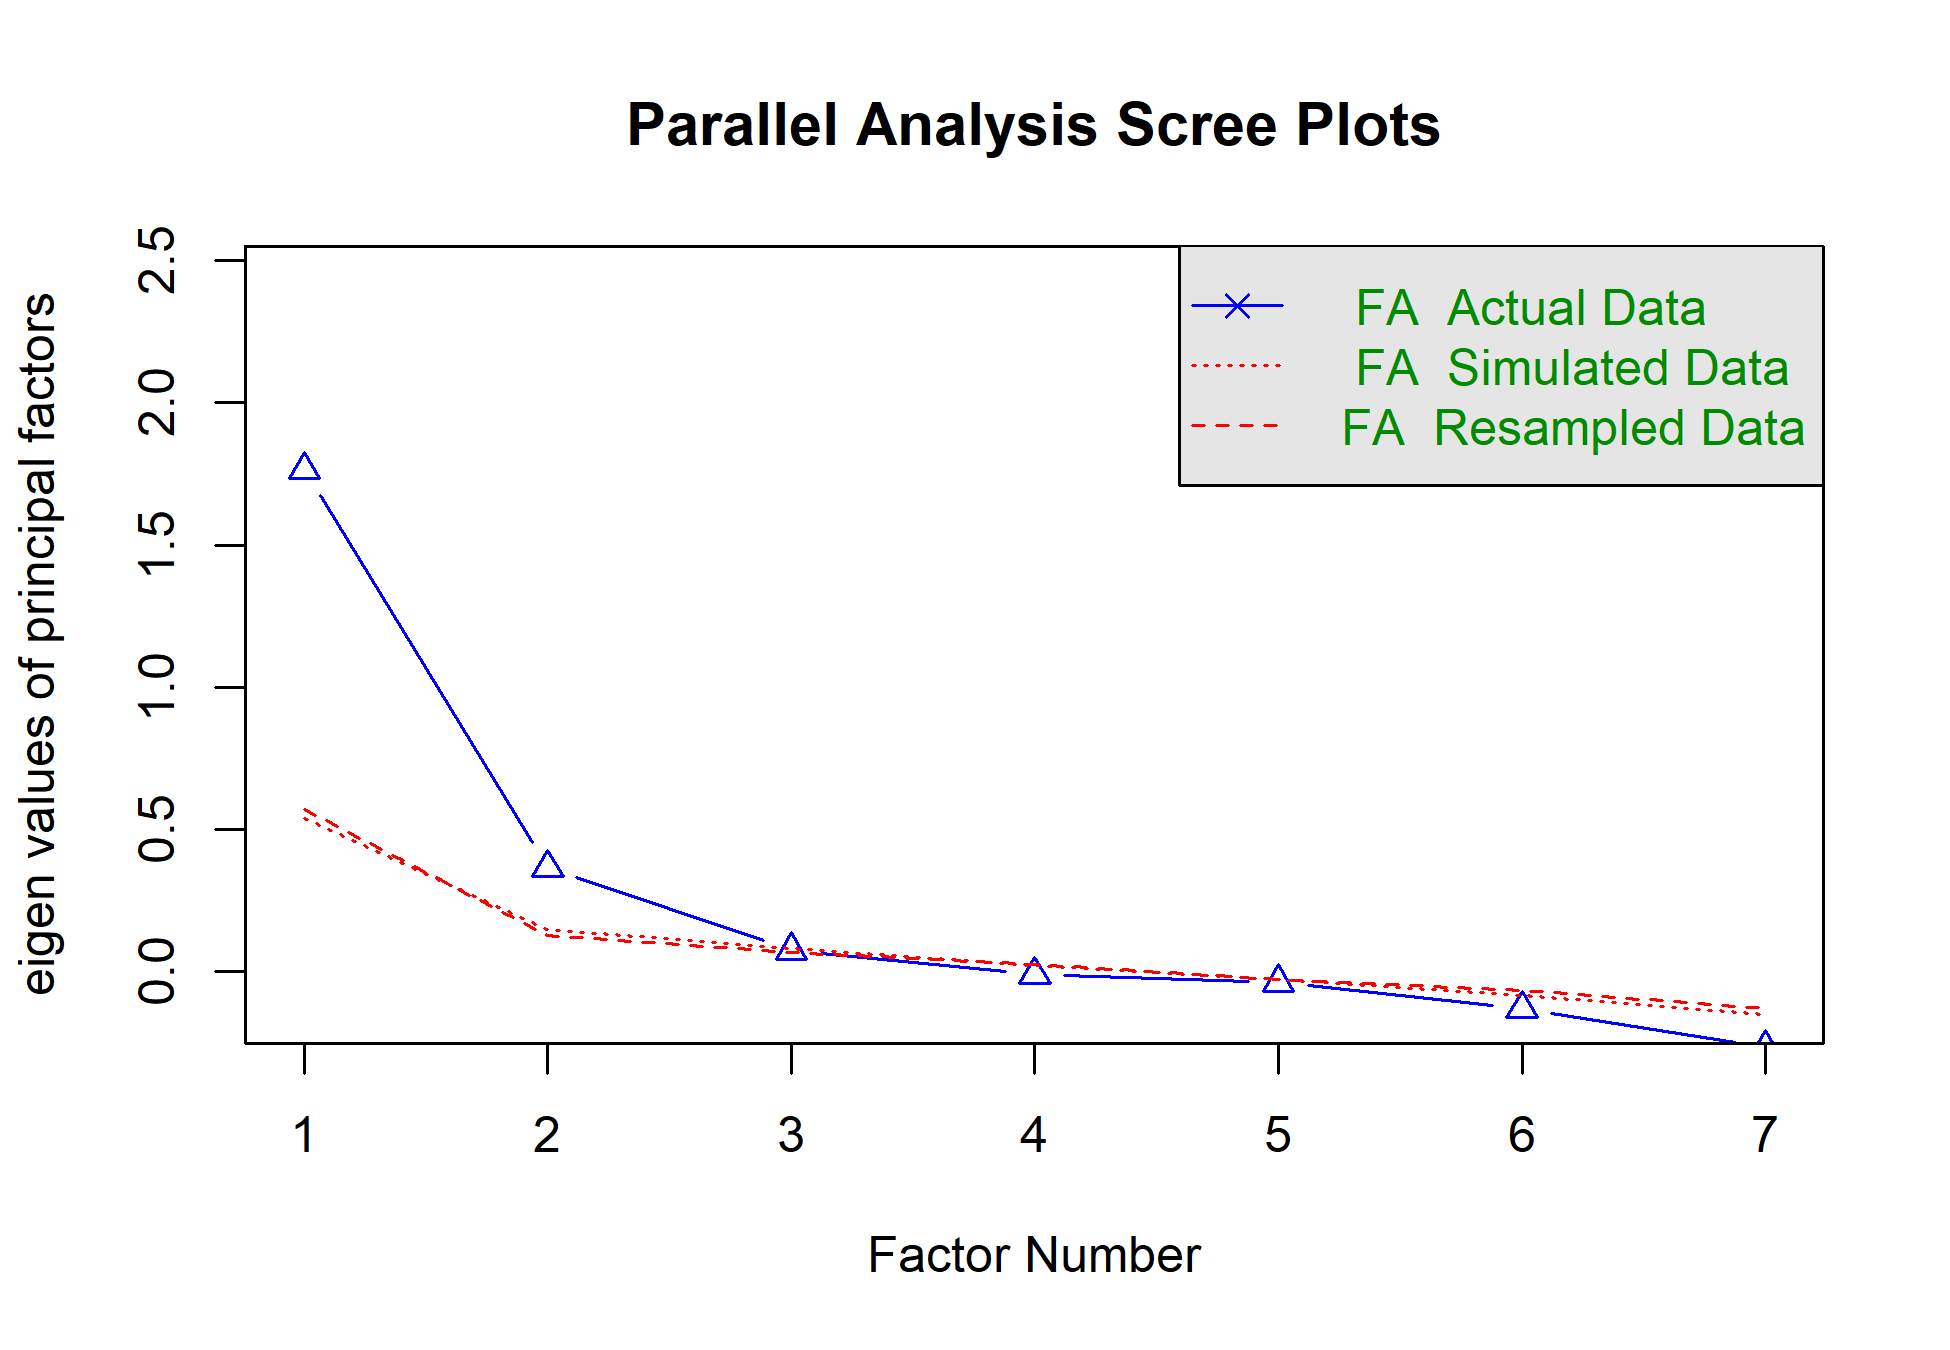 Parallel Analysis Scree Plots
eigen values of principal factors
2.5
2.0
1.5
1.0
0.5
0.0
FA  Actual Data
FA  Simulated Data
FA  Resampled Data
1 2 3 4 5 6 7
Factor Number